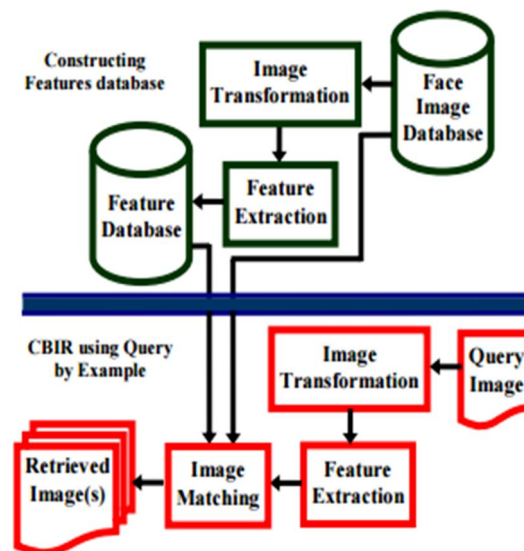 Constructing
Features database
Image
Transformation
Face
Image
Database
Feature
Database
Feature
Extraction
CBIR using Query
by Example
Image
Transformation
Query
Image
Retrieved
Image(s)
Image
Matching
Feature
Extraction